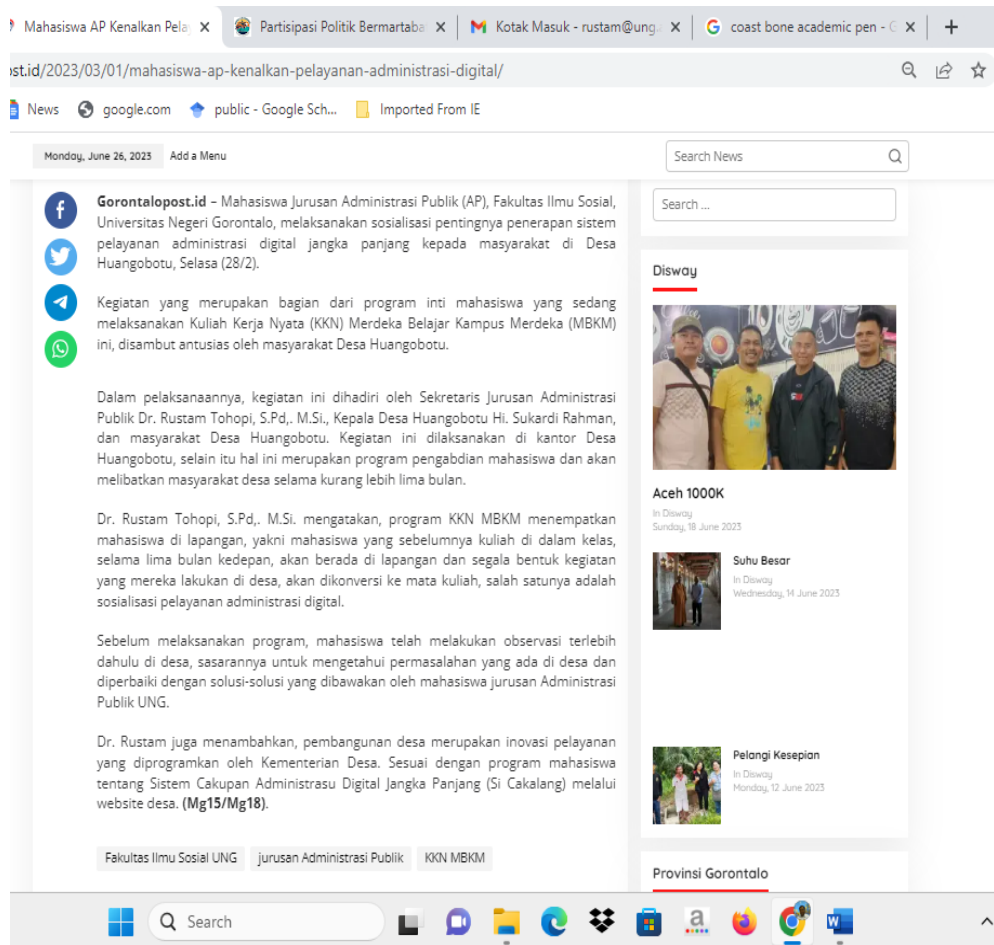 Mahasiswa AP Kenalkan Pela
Partisipasi Politik Bermartaba
Kotak Masuk - rustam@ung.
coast bone academic pen - G
ost.id/2023/03/01/mahasiswa-ap-kenalkan-pelayanan-administrasi-digital/
News
google.com
public - Google Sch...
Imported From IE
Monday, June 26, 2023
Add a Menu
Search News
Gorontalopost.id – Mahasiswa Jurusan Administrasi Publik (AP), Fakultas Ilmu Sosial,
Universitas Negeri Gorontalo, melaksanakan sosialisasi pentingnya penerapan sistem
pelayanan administrasi digital jangka panjang kepada masyarakat di Desa
Huangobotu, Selasa (28/2).
Kegiatan yang merupakan bagian dari program inti mahasiswa yang sedang
melaksanakan Kuliah Kerja Nyata (KKN) Merdeka Belajar Kampus Merdeka (MBKM)
ini, disambut antusias oleh masyarakat Desa Huangobotu.
Dalam pelaksanaannya, kegiatan ini dihadiri oleh Sekretaris Jurusan Administrasi
Publik Dr. Rustam Tohopi, S.Pd,. M.Si., Kepala Desa Huangobotu Hi. Sukardi Rahman,
dan masyarakat Desa Huangobotu. Kegiatan ini dilaksanakan di kantor Desa
Huangobotu, selain itu hal ini merupakan program pengabdian mahasiswa dan akan
melibatkan masyarakat desa selama kurang lebih lima bulan.
Dr. Rustam Tohopi, S.Pd,. M.Si. mengatakan, program KKN MBKM menempatkan
mahasiswa di lapangan, yakni mahasiswa yang sebelumnya kuliah di dalam kelas,
selama lima bulan kedepan, akan berada di lapangan dan segala bentuk kegiatan
yang mereka lakukan di desa, akan dikonversi ke mata kuliah, salah satunya adalah
sosialisasi pelayanan administrasi digital.
Sebelum melaksanakan program, mahasiswa telah melakukan observasi terlebih
dahulu di desa, sasarannya untuk mengetahui permasalahan yang ada di desa dan
diperbaiki dengan solusi-solusi yang dibawakan oleh mahasiswa jurusan Administrasi
Publik UNG.
Dr. Rustam juga menambahkan, pembangunan desa merupakan inovasi pelayanan
yang diprogramkan oleh Kementerian Desa. Sesuai dengan program mahasiswa
tentang Sistem Cakupan Administrasu Digital Jangka Panjang (Si Cakalang) melalui
website desa. (Mg15/Mg18).
Fakultas Ilmu Sosial UNG
jurusan Administrasi Publik
KKN MBKM
Search ...
Disway
Aceh 1000K
In Disway
Sunday, 18 June 2023
Suhu Besar
In Disway
Wednesday, 14 June 2023
Pelangi Kesepian
In Disway
Monday, 12 June 2023
Provinsi Gorontalo
Search